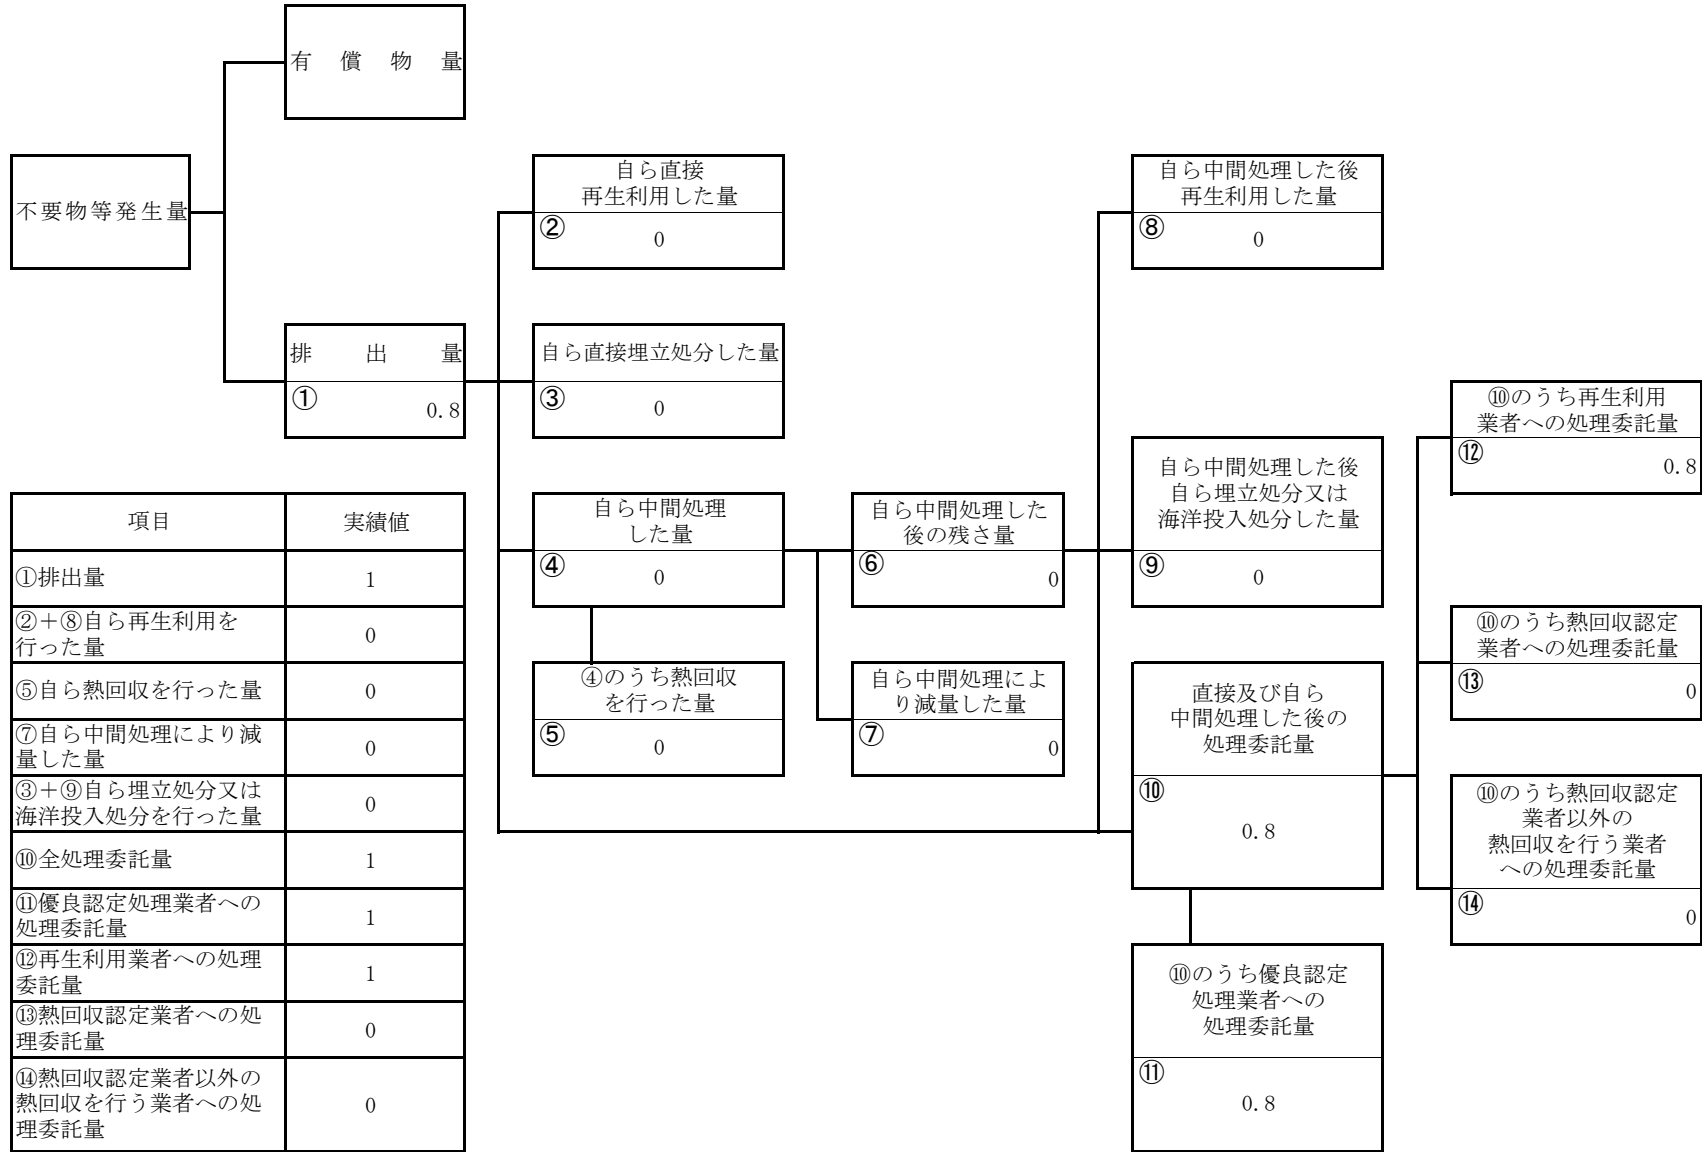 有償物量
不要物等発生量
排出量
①
0.8
自ら直接
再生利用した量
②
0
自ら直接埋立処分した量
③
0
自ら中間処理
した量
④
0
④のうち熱回収
を行った量
⑤
0
自ら中間処理した
後の残さ量
⑥
0
自ら中間処理によ
り減量した量
⑦
0
自ら中間処理した後
再生利用した量
⑧
0
自ら中間処理した後
自ら埋立処分又は
海洋投入処分した量
⑨
0
直接及び自ら
中間処理した後の
処理委託量
⑩
0.8
⑩のうち優良認定
処理業者への
処理委託量
⑪
0.8
⑩のうち再生利用
業者への処理委託量
⑫
0.8
⑩のうち熱回収認定
業者への処理委託量
⑬
0
⑩のうち熱回収認定
業者以外の
熱回収を行う業者
への処理委託量
⑭
0
項目 実績値
①排出量 1
②＋⑧自ら再生利用を
行った量 0
⑤自ら熱回収を行った量 0
⑦自ら中間処理により減
量した量 0
③＋⑨自ら埋立処分又は
海洋投入処分を行った量 0
⑩全処理委託量 1
⑪優良認定処理業者への
処理委託量 1
⑫再生利用業者への処理
委託量 1
⑬熱回収認定業者への処
理委託量 0
⑭熱回収認定業者以外の
熱回収を行う業者への処
理委託量 0